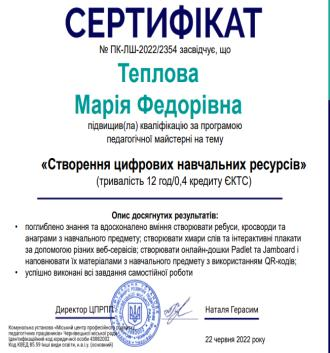 СЕРТИФІКАТ
№ ПК-ЛШ-2022/2354 засвідчує, що
Теплова
Марія Федорівна
підвищив(ла) кваліфікацію за програмою
педагогічної майстерні на тему
«Створення цифрових навчальних ресурсів»
(тривалість 12 год/0,4 кредиту ЄКТС)
Опис досягнутих результатів:
• поглиблено знання та вдосконалено вміння створювати ребуси, кросворди та
анаграми з навчального предмету; створювати хмари слів та інтерактивні плакати
за допомогою різних веб-сервісів; створювати онлайн-дошки Padlet та Jamboard і
наповнювати їх матеріалами з навчального предмету з використанням QR-кодів;
• успішно виконані всі завдання самостійної роботи
Директор ЦПРПП
Наталя Герасим
Комунальна установа «Міський центр професійного розвитку
педагогічних працівників» Чернівецької міської ради
Ідентифікаційний код юридичної особи 43882002
Код КВЕД 85.59 Інші види освіти, н.в.і.у. (основний)
22 червня 2022 року